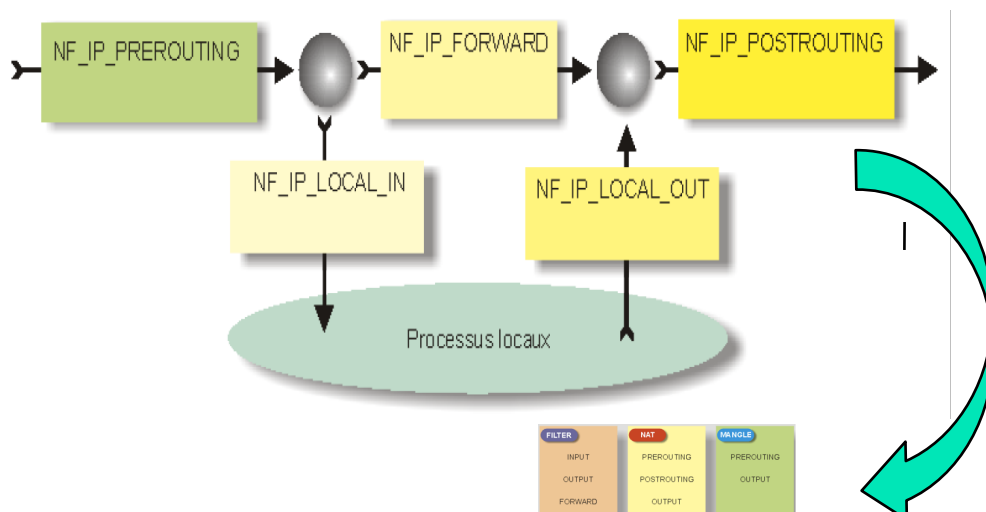 NF_IP_PREROUTING
NF_IP_FORWARD
NF_IP_POSTROUTING
NF_IP_LOCAL_IN
NF_IP_LOCAL_OUT
Processus locaux
FILTER
INPUT
OUTPUT
FORWARD
NAT
PREROUTING
POSTROUTING
OUTPUT
MANGLE
PREROUTING
OUTPUT